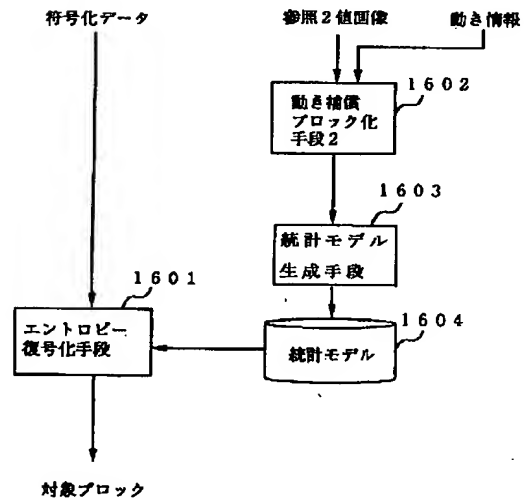 符号化データ
参照2値画像
動き情報
1602
動き補償
ブロック化
手段2
1603
統計モデル
生成手段
1601
エントロピー
復号化手段
1604
統計モデル
対象ブロック